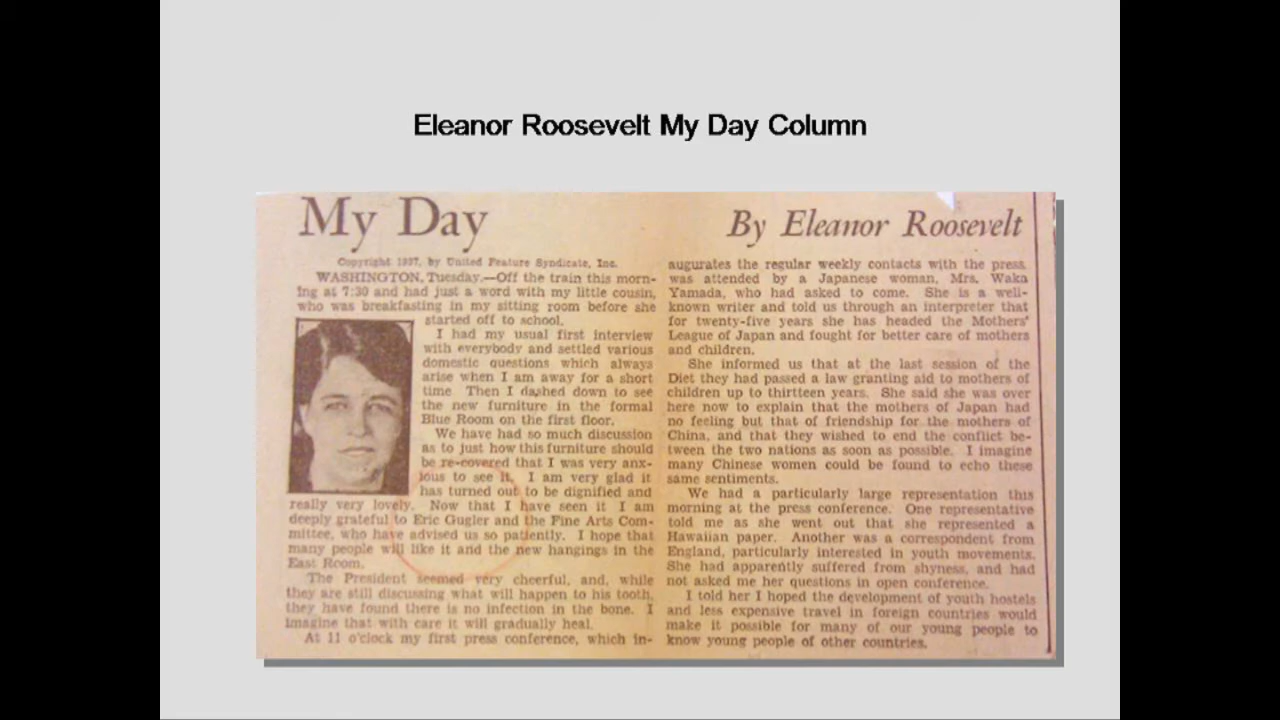 Eleanor Roosevelt My Day Column
My Day
By Eleanor Roosevelt
Copyright 1937, by United Feature Syndicate, Inc.
WASHINGTON, Tuesday.—Off the train this morn-
ing at 7:30 and had just a word with my little cousin,
who was breakfasting in my sitting room before she
started off to school.
I had my usual first interview
with everybody and settled various
domestic questions which always
arise when I am away for a short
time. Then I dashed down to see
the new furniture in the formal
Blue Room on the first floor.
We have had so much discussion
as to just how this furniture should
be re-covered that I was very anx-
ious to see it. I am very glad it
has turned out to be dignified and
really very lovely. Now that I have seen it I am
deeply grateful to Eric Gugler and the Fine Arts Com-
mittee, who have advised us so patiently. I hope that
many people will like it and the new hangings in the
East Room.
The President seemed very cheerful, and, while
they are still discussing what will happen to his tooth,
they have found there is no infection in the bone. I
imagine that with care it will gradually heal.
At 11 o'clock my first press conference, which in-
augurates the regular weekly contacts with the press,
was attended by a Japanese woman, Mrs. Waka
Yamada, who had asked to come. She is a well-
known writer and told us through an interpreter that
for twenty-five years she has headed the Mothers'
League of Japan and fought for better care of mothers
and children.
She informed us that at the last session of the
Diet they had passed a law granting aid to mothers of
children up to thirtteen years. She said she was over
here now to explain that the mothers of Japan had
no feeling but that of friendship for the mothers of
China, and that they wished to end the conflict be-
tween the two nations as soon as possible. I imagine
many Chinese women could be found to echo these
same sentiments.
We had a particularly large representation this
morning at the press conference. One representative
told me as she went out that she represented a
Hawaiian paper. Another was a correspondent from
England, particularly interested in youth movements.
She had apparently suffered from shyness, and had
not asked me her questions in open conference.
I told her I hoped the development of youth hostels
and less expensive travel in foreign countries would
make it possible for many of our young people to
know young people of other countries.